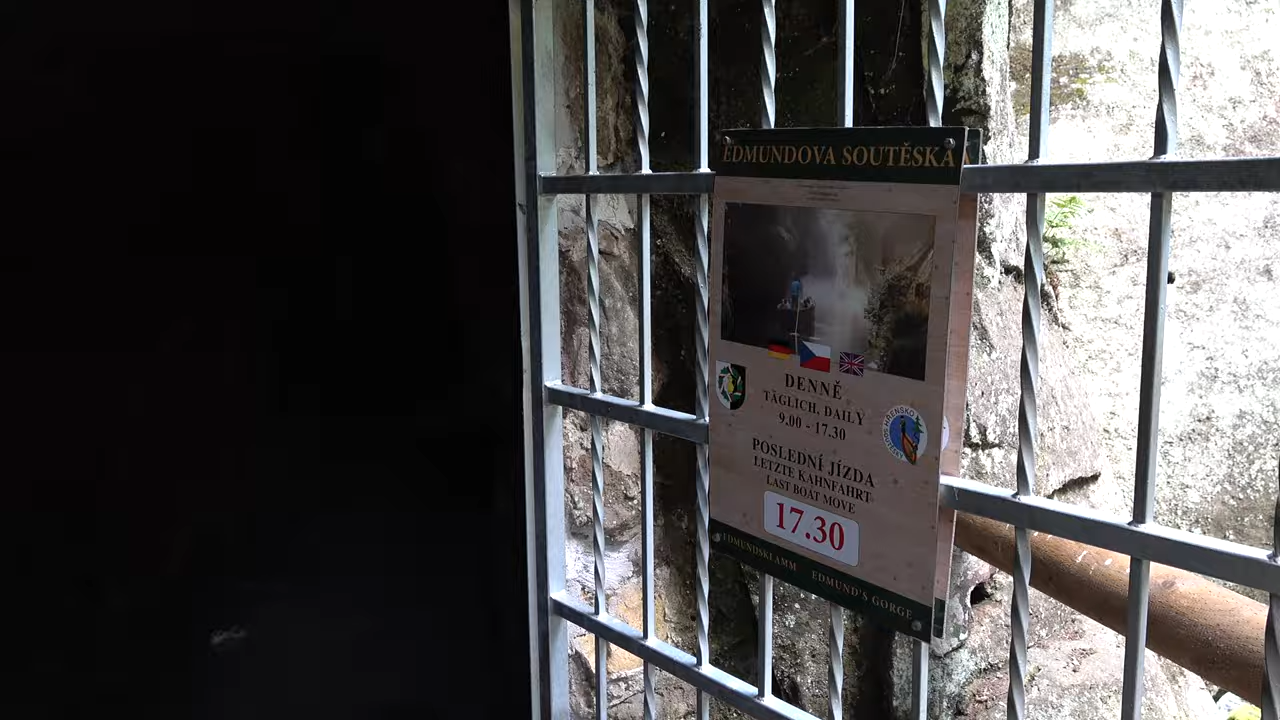 EDMUNDOVA SOUTĚSKA
DENNĚ
TÄGLICH, DAILY
9.00 - 17.30
POSLEDNÍ JÍZDA
LETZTE KAHNFAHRT
LAST BOAT MOVE
17.30
EDMUNDSKLAMM EDMUND'S GORGE
HŘENSKO